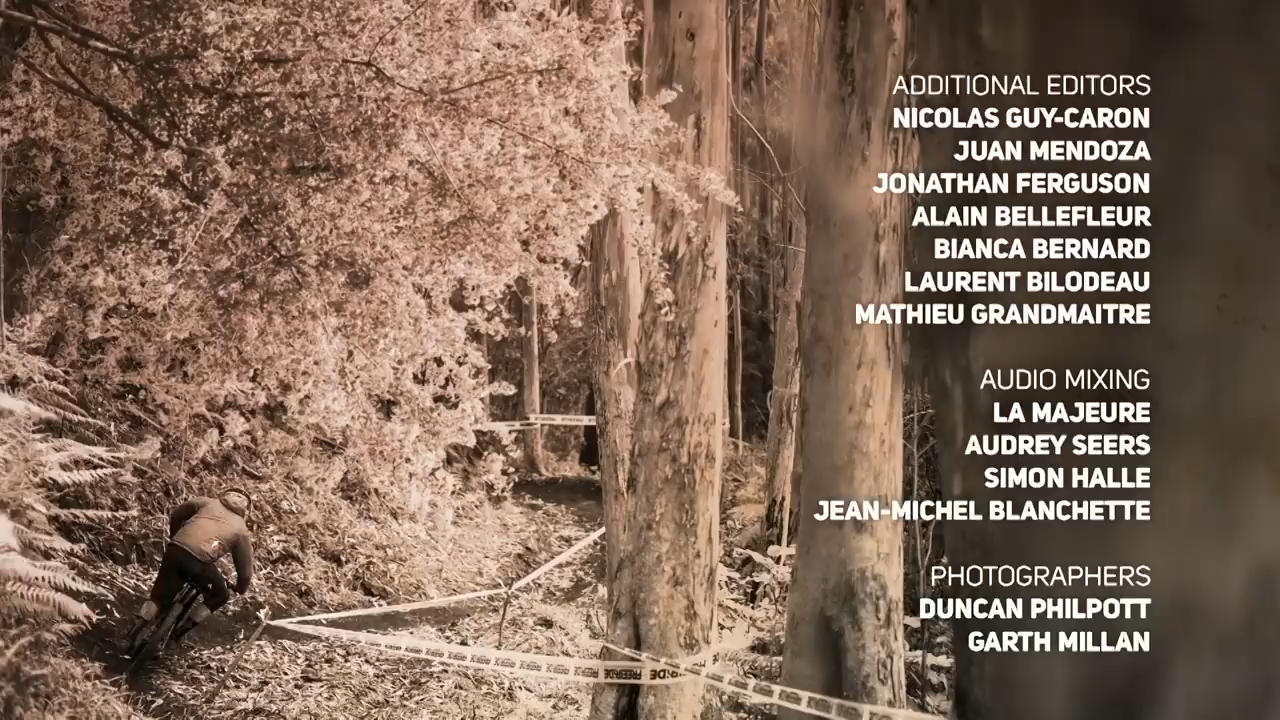 ADDITIONAL EDITORS
NICOLAS GUY-CARON
JUAN MENDOZA
JONATHAN FERGUSON
ALAIN BELLEFLEUR
BIANCA BERNARD
LAURENT BILODEAU
MATHIEU GRANDMAITRE
AUDIO MIXING
LA MAJEURE
AUDREY SEERS
SIMON HALLE
JEAN-MICHEL BLANCHETTE
PHOTOGRAPHERS
DUNCAN PHILPOTT
GARTH MILLAN
FREERIDE